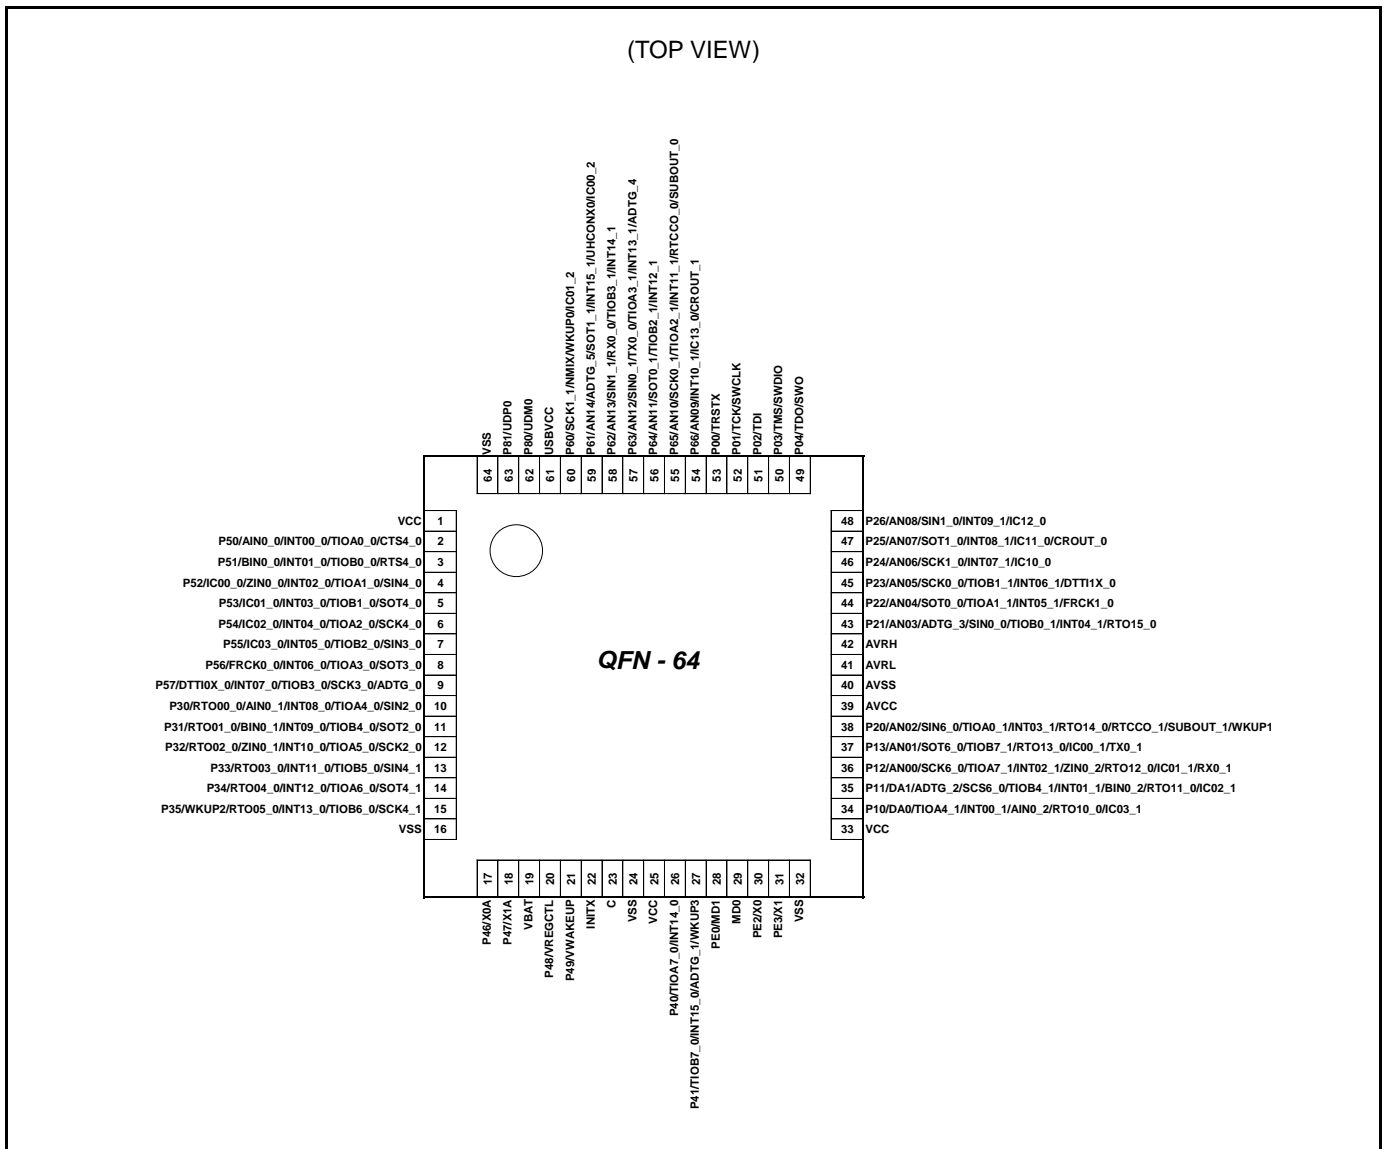 (TOP VIEW)
VSS
P81/UDP0
P80/UDM0
USBVCC
P60/SCK1_1/NMIX/WKUP0/IC01_2
P61/AN14/ADTG_5/SOT1_1/INT15_1/UHCONX0/IC00_2
P62/AN13/SIN1_1/RX0_0/TIOB3_1/INT14_1
P63/AN12/SIN0_1/TX0_0/TIOA3_1/INT13_1/ADTG_4
P64/AN11/SOT0_1/TIOB2_1/INT12_1
P65/AN10/SCK0_1/TIOA2_1/INT11_1/RTCCO_0/SUBOUT_0
P66/AN09/INT10_1/IC13_0/CROUT_1
P00/TRSTX
P01/TCK/SWCLK
P02/TDI
P03/TMS/SWDIO
P04/TDO/SWO
64 63 62 61 60 59 58 57 56 55 54 53 52 51 50 49
VCC 1
P50/AIN0_0/INT00_0/TIOA0_0/CTS4_0 2
P51/BIN0_0/INT01_0/TIOB0_0/RTS4_0 3
P52/IC00_0/ZIN0_0/INT02_0/TIOA1_0/SIN4_0 4
P53/IC01_0/INT03_0/TIOB1_0/SOT4_0 5
P54/IC02_0/INT04_0/TIOA2_0/SCK4_0 6
P55/IC03_0/INT05_0/TIOB2_0/SIN3_0 7
P56/FRCK0_0/INT06_0/TIOA3_0/SOT3_0 8
P57/DTTI0X_0/INT07_0/TIOB3_0/SCK3_0/ADTG_0 9
P30/RTO00_0/AIN0_1/INT08_0/TIOA4_0/SIN2_0 10
P31/RTO01_0/BIN0_1/INT09_0/TIOB4_0/SOT2_0 11
P32/RTO02_0/ZIN0_1/INT10_0/TIOA5_0/SCK2_0 12
P33/RTO03_0/INT11_0/TIOB5_0/SIN4_1 13
P34/RTO04_0/INT12_0/TIOA6_0/SOT4_1 14
P35/WKUP2/RTO05_0/INT13_0/TIOB6_0/SCK4_1 15
VSS 16
QFN - 64
48 P26/AN08/SIN1_0/INT09_1/IC12_0
47 P25/AN07/SOT1_0/INT08_1/IC11_0/CROUT_0
46 P24/AN06/SCK1_0/INT07_1/IC10_0
45 P23/AN05/SCK0_0/TIOB1_1/INT06_1/DTTI1X_0
44 P22/AN04/SOT0_0/TIOA1_1/INT05_1/FRCK1_0
43 P21/AN03/ADTG_3/SIN0_0/TIOB0_1/INT04_1/RTO15_0
42 AVRH
41 AVRL
40 AVSS
39 AVCC
38 P20/AN02/SIN6_0/TIOA0_1/INT03_1/RTO14_0/RTCCO_1/SUBOUT_1/WKUP1
37 P13/AN01/SOT6_0/TIOB7_1/RTO13_0/IC00_1/TX0_1
36 P12/AN00/SCK6_0/TIOA7_1/INT02_1/ZIN0_2/RTO12_0/IC01_1/RX0_1
35 P11/DA1/ADTG_2/SCS6_0/TIOB4_1/INT01_1/BIN0_2/RTO11_0/IC02_1
34 P10/DA0/TIOA4_1/INT00_1/AIN0_2/RTO10_0/IC03_1
33 VCC
17 18 19 20 21 22 23 24 25 26 27 28 29 30 31 32
P46/X0A
P47/X1A
VBAT
P48/VREGCTL
P49/VWAKEUP
INITX
C
VSS
VCC
P40/TIOA7_0/INT14_0
P41/TIOB7_0/INT15_0/ADTG_1/WKUP3
PE0/MD1
MD0
PE2/X0
PE3/X1
VSS